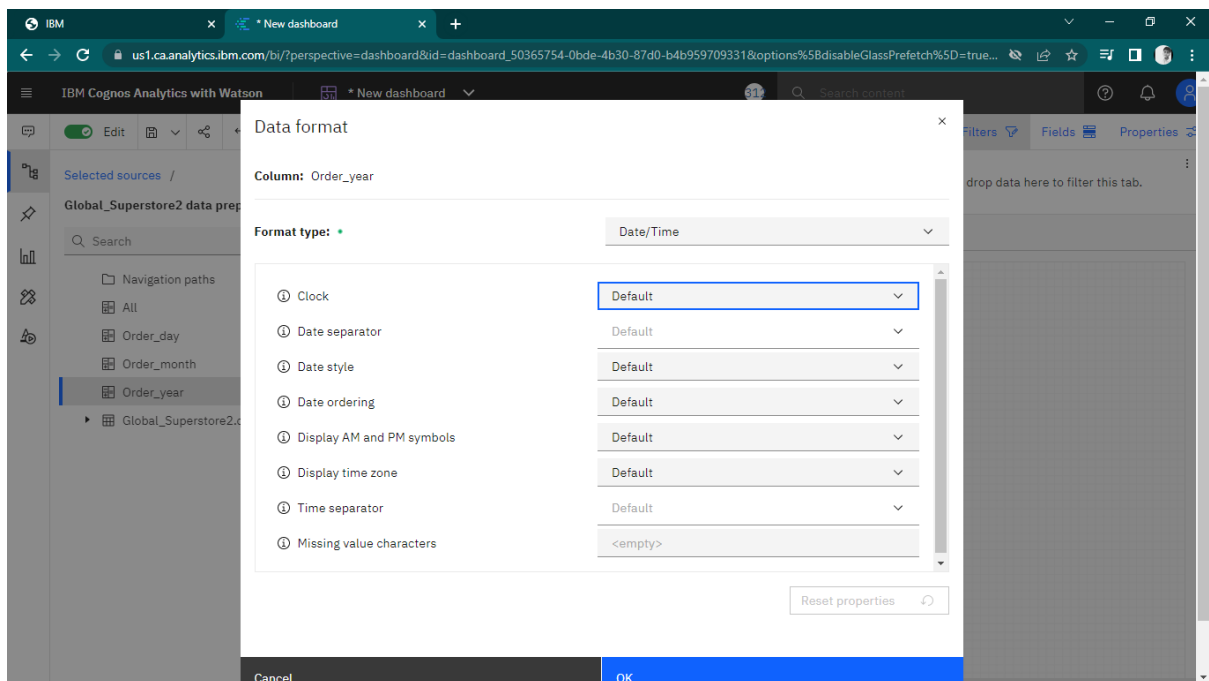 IBM
* New dashboard
us1.ca.analytics.ibm.com/bi/?perspective=dashboard&id=dashboard_50365754-0bde-4b30-87d0-b4b959709331&options%5BdisableGlassPrefetch%5D=true...
IBM Cognos Analytics with Watson
* New dashboard
Search content
Edit
Filters
Fields
Properties
Selected sources /
Global_Superstore2 data prep
Search
Navigation paths
All
Order_day
Order_month
Order_year
Global_Superstore2.c
drop data here to filter this tab.
Data format
Column: Order_year
Format type: Date/Time
Clock Default
Date separator Default
Date style Default
Date ordering Default
Display AM and PM symbols Default
Display time zone Default
Time separator Default
Missing value characters <empty>
Reset properties
Cancel OK